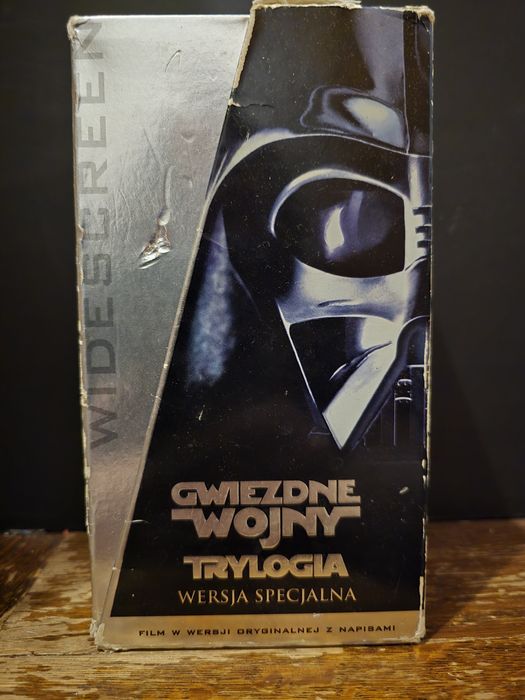 WIDESCREEN
GWIEZDNE
WOJNY
TRYLOGIA
WERSJA SPECJALNA
FILM W WERSJI ORYGINALNEJ Z NAPISAMI